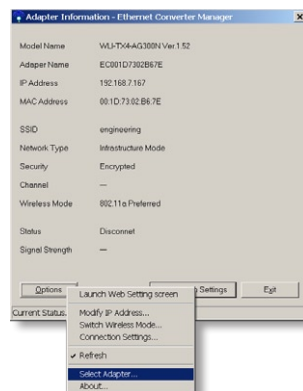 Adapter Information - Ethernet Converter Manager
Model Name WLI-TX4-AG300N Ver.1.52
Adaper Name EC001D7302B67E
IP Address 192.168.7.167
MAC Address 00:1D:73:02:B6:7E
SSID engineering
Network Type Infrastructure Mode
Security Encrypted
Channel ---
Wireless Mode 802.11a Preferred
Status Disconnet
Signal Strength ---
Options Settings Exit
Current Status.
Launch Web Setting screen
Modify IP Address...
Switch Wireless Mode...
Connection Settings...
Refresh
Select Adapter...
About...